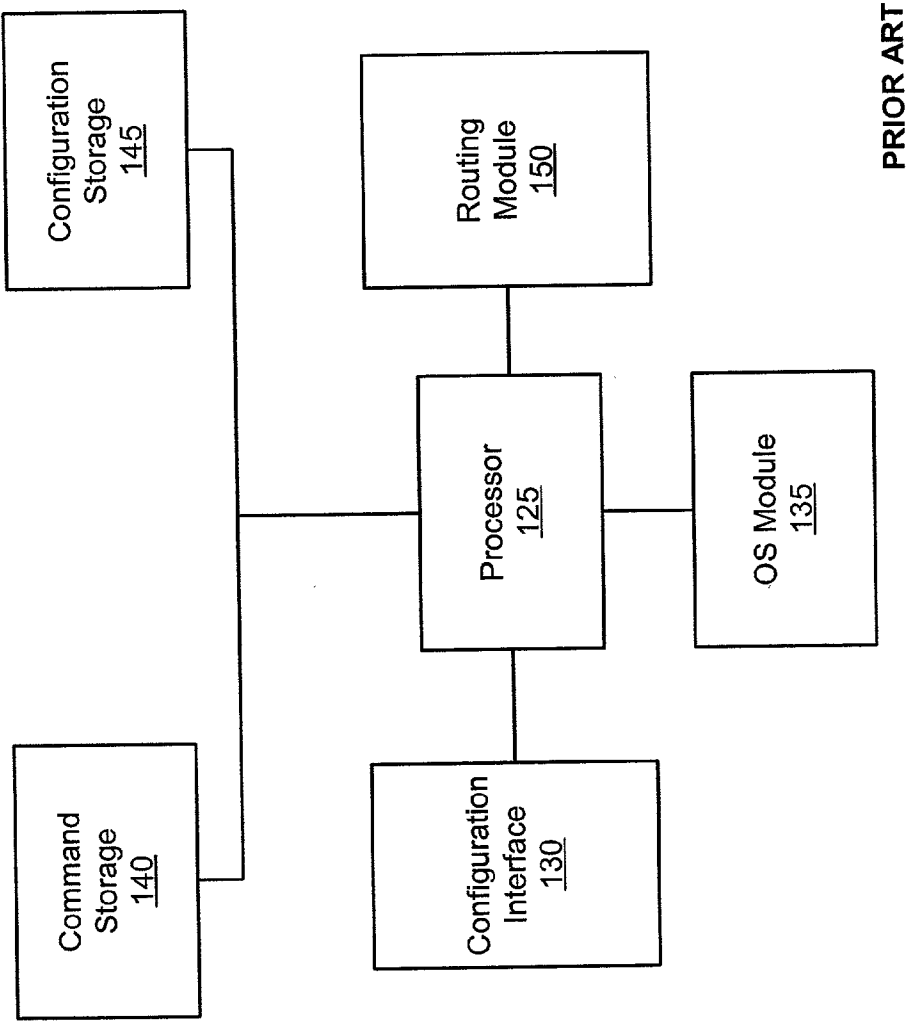 Command
Storage
140
Configuration
Storage
145
Configuration
Interface
130
Processor
125
Routing
Module
150
OS Module
135
PRIOR ART